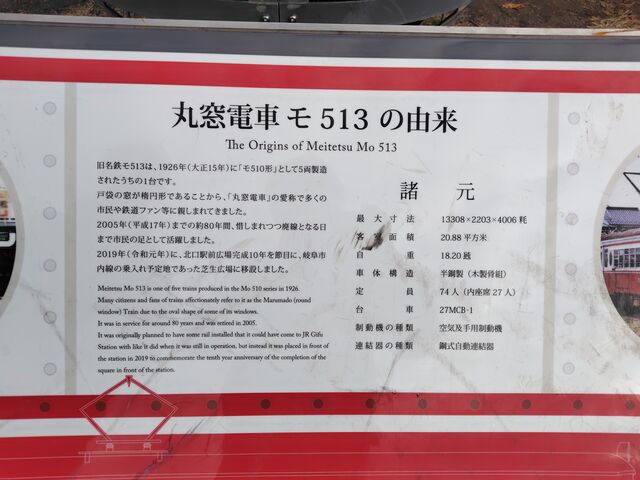 丸窓電車モ513の由来
The Origins of Meitetsu Mo 513
旧名鉄モ513は、1926年(大正15年)に「モ510形」として5両製造
されたうちの1台です。
戸袋の窓が楕円形であることから、「丸窓電車」の愛称で多くの
市民や鉄道ファン等に親しまれてきました。
2005年(平成17年)までの約80年間、惜しまれつつ廃線となる日
まで市民の足として活躍しました。
2019年(令和元年)に、北口駅前広場完成10年を節目に、岐阜市
内線の乗入れ予定地であった芝生広場に移設しました。
Meitetsu Mo 513 is one of five trains produced in the Mo 510 series in 1926.
Many citizens and fans of trains affectionately refer to it as the Marumado (round
window) Train due to the oval shape of some of its windows.
It was in service for around 80 years and was retired in 2005.
It was originally planned to have some rail installed that it could have come to JR Gifu
Station with like it did when it was still in operation, but instead it was placed in front of
the station in 2019 to commemorate the tenth year anniversary of the completion of the
square in front of the station.
諸元
最大寸法 13308×2203×4006粍
客室面積 20.88平方米
自重 18.20瓲
車体構造 半鋼製(木製骨組)
定員 74人(内座席27人)
台車 27MCB-1
制動機の種類 空気及手用制動機
連結器の種類 鋼式自動連結器